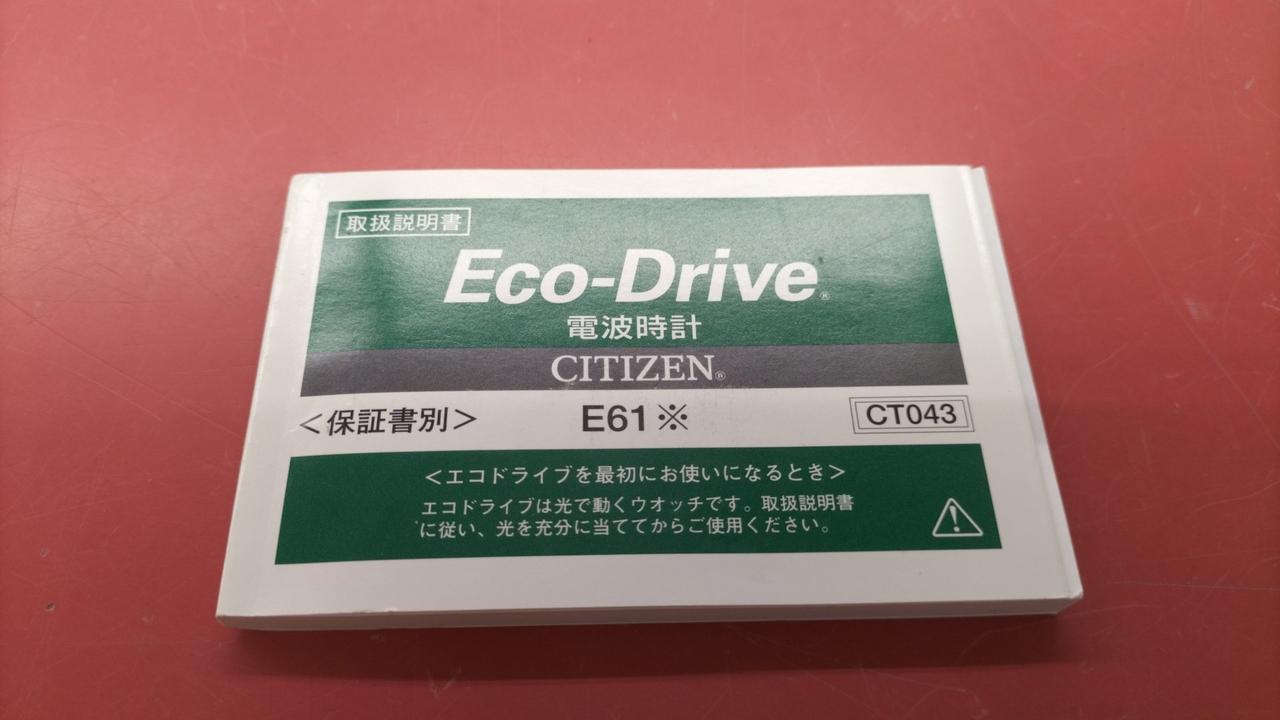 取扱説明書
Eco-Drive®
電波時計
CITIZEN®
<保証書別> E61※ CT043
<エコドライブを最初にお使いになるとき>
エコドライブは光で動くウオッチです。取扱説明書
に従い、光を充分に当ててからご使用ください。